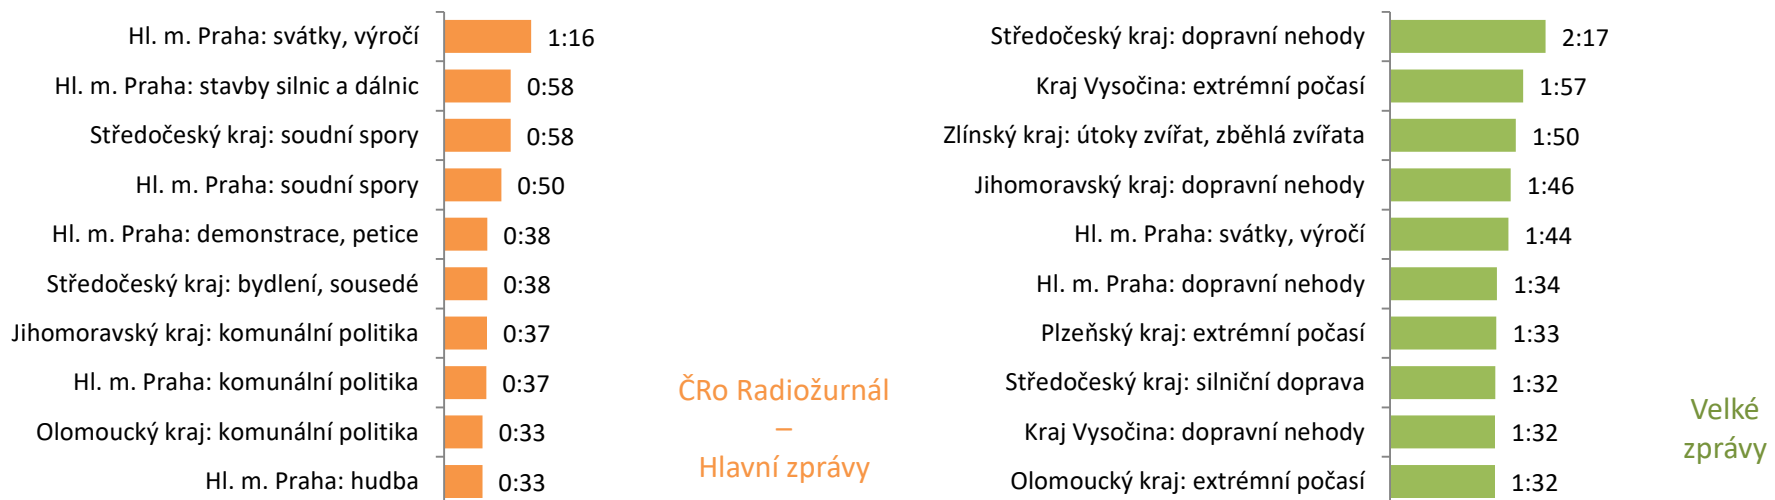 Hl. m. Praha: svátky, výročí 1:16
Hl. m. Praha: stavby silnic a dálnic 0:58
Středočeský kraj: soudní spory 0:58
Hl. m. Praha: soudní spory 0:50
Hl. m. Praha: demonstrace, petice 0:38
Středočeský kraj: bydlení, sousedé 0:38
Jihomoravský kraj: komunální politika 0:37
Hl. m. Praha: komunální politika 0:37
Olomoucký kraj: komunální politika 0:33
Hl. m. Praha: hudba 0:33
ČRo Radiožurnál
–
Hlavní zprávy
Středočeský kraj: dopravní nehody 2:17
Kraj Vysočina: extrémní počasí 1:57
Zlínský kraj: útoky zvířat, zběhlá zvířata 1:50
Jihomoravský kraj: dopravní nehody 1:46
Hl. m. Praha: svátky, výročí 1:44
Hl. m. Praha: dopravní nehody 1:34
Plzeňský kraj: extrémní počasí 1:33
Středočeský kraj: silniční doprava 1:32
Kraj Vysočina: dopravní nehody 1:32
Olomoucký kraj: extrémní počasí 1:32
Velké
zprávy